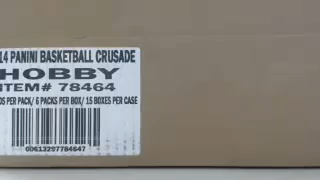 14 PANINI BASKETBALL CRUSADE
HOBBY
ITEM# 78464
PER PACK/ 6 PACKS PER BOX/ 15 BOXES PER CASE
00613297784647